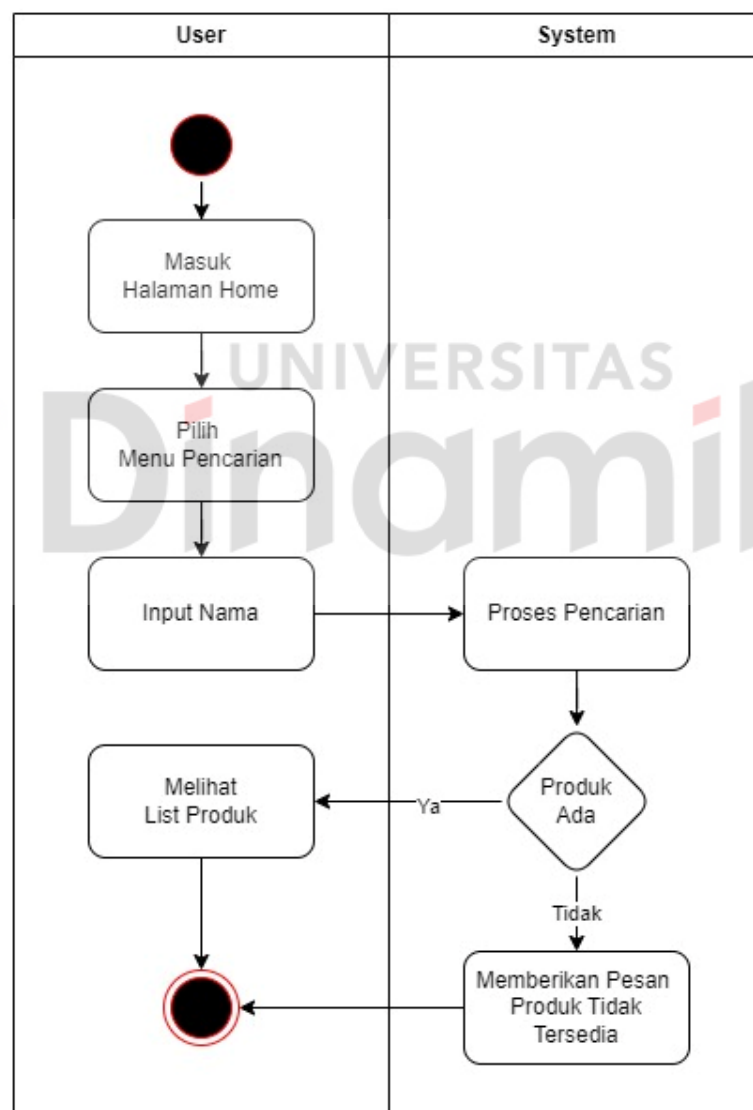 User
System
Masuk
Halaman Home
UNIVERSITAS
Pilih
Menu Pencarian
Input Nama
Proses Pencarian
Melihat
List Produk
Ya
Produk
Ada
Tidak
Memberikan Pesan
Produk Tidak
Tersedia